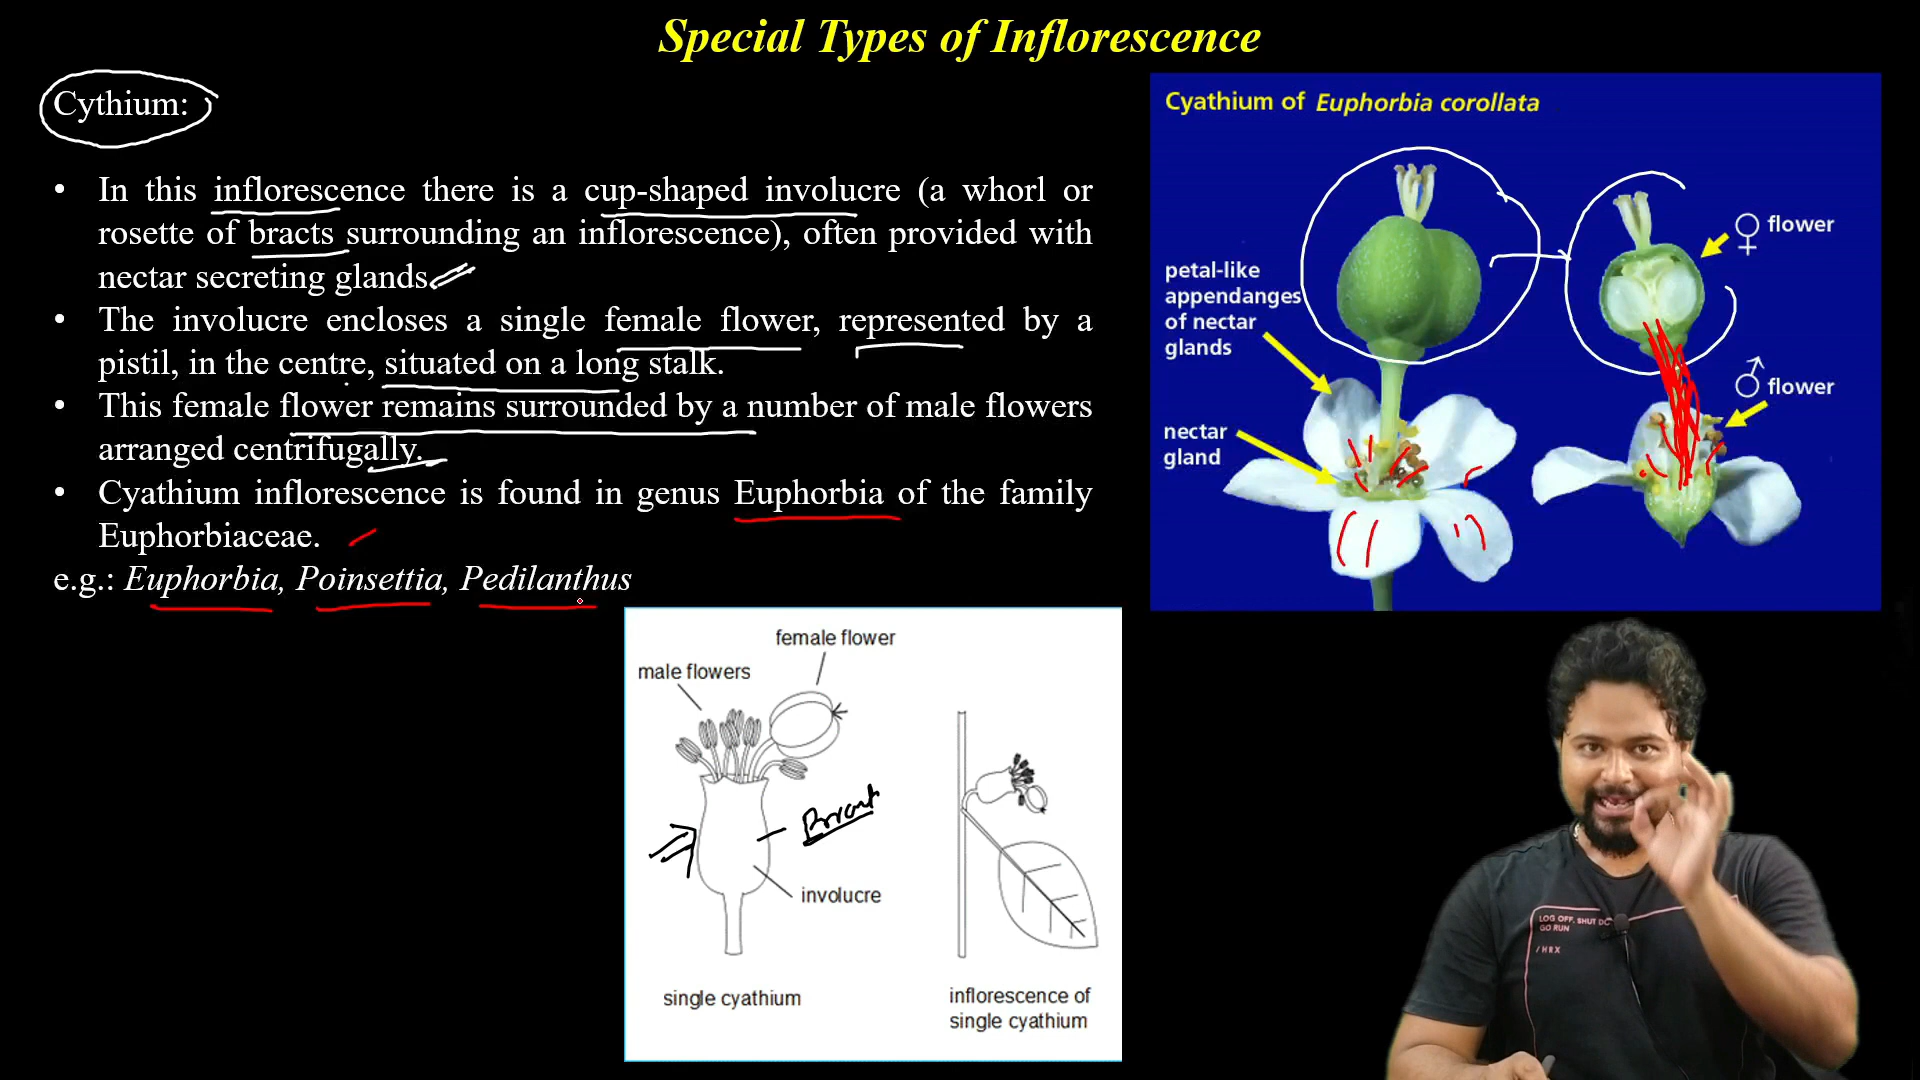 Special Types of Inflorescence
Cythium:
• In this inflorescence there is a cup-shaped involucre (a whorl or
rosette of bracts surrounding an inflorescence), often provided with
nectar secreting glands.
• The involucre encloses a single female flower, represented by a
pistil, in the centre, situated on a long stalk.
• This female flower remains surrounded by a number of male flowers
arranged centrifugally.
• Cyathium inflorescence is found in genus Euphorbia of the family
Euphorbiaceae.
e.g.: Euphorbia, Poinsettia, Pedilanthus
Cyathium of Euphorbia corollata
♀ flower
petal-like
appendanges
of nectar
glands
♂ flower
nectar
gland
female flower
male flowers
Bract
involucre
single cyathium
inflorescence of
single cyathium
LOG OFF. SHUT DO
GO RUN
/HRX